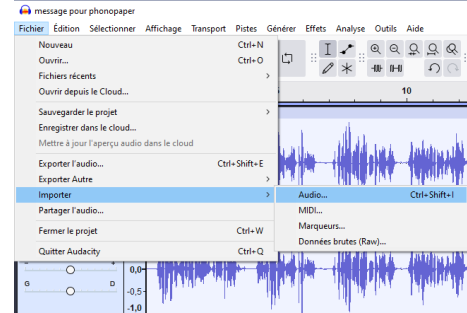 message pour phonopaper
Fichier Édition Sélectionner Affichage Transport Pistes Générer Effets Analyse Outils Aide
Nouveau Ctrl+N
Ouvrir... Ctrl+O
Fichiers récents >
Ouvrir depuis le Cloud...
10
Sauvegarder le projet >
Enregistrer dans le cloud...
Mettre à jour l'aperçu audio dans le cloud
Exporter l'audio... Ctrl+Shift+E
Exporter Autre >
Importer > Audio... Ctrl+Shift+I
Partager l'audio... MIDI...
Marqueurs...
Fermer le projet Ctrl+W
Données brutes (Raw)...
Quitter Audacity Ctrl+Q
- + 0,0-
G D -0,5-
-1,0